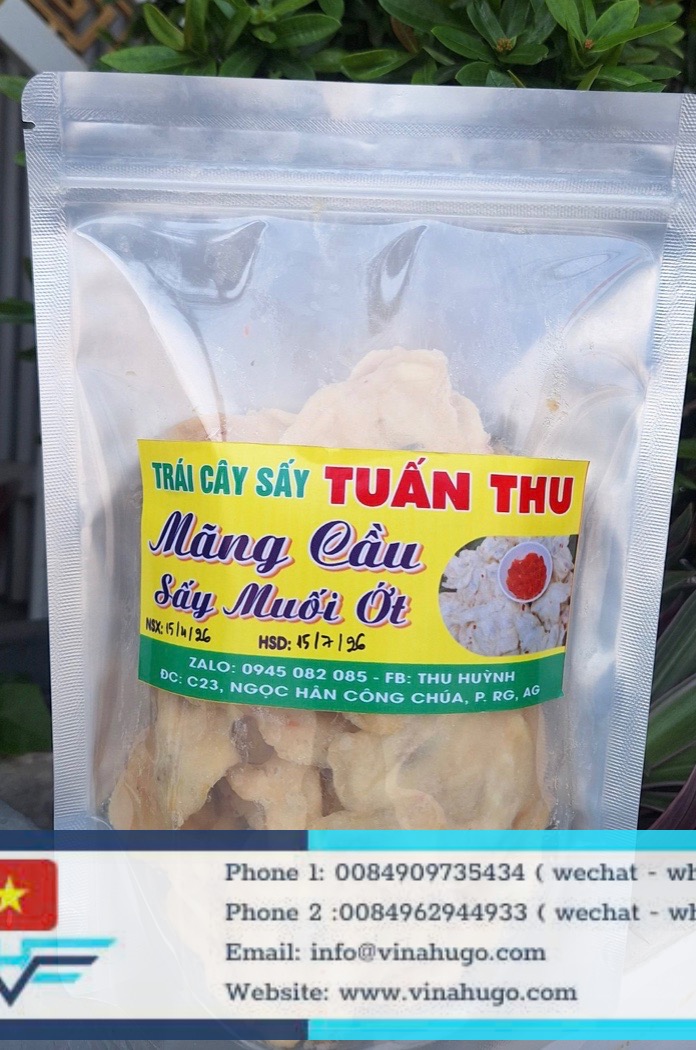 TRÁI CÂY SẤY TUẤN THU
Mãng Cầu
Sấy Muối Ớt
NSX: 15/4/26 HSD: 15/7/26
ZALO: 0945 082 085 - FB: THU HUỲNH
ĐC: C23, NGỌC HÂN CÔNG CHÚA, P. RG, AG
Phone 1: 0084909735434 ( wechat - wh
Phone 2 :0084962944933 ( wechat - wh
Email: info@vinahugo.com
Website: www.vinahugo.com